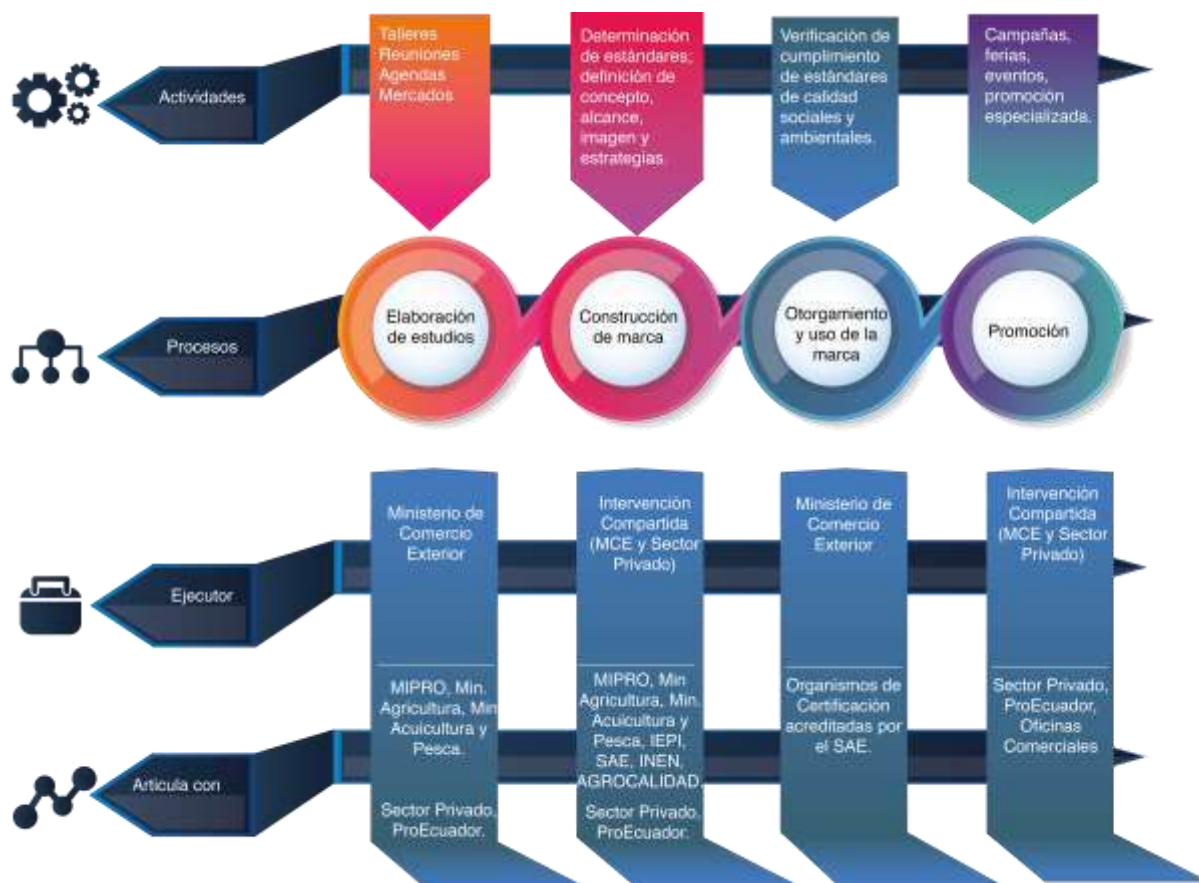 Actividades
Talleres
Reuniones
Agendas
Mercados
Determinación
de estándares;
definición de
concepto,
alcance,
imagen y
estrategias.
Verificación de
cumplimiento
de estándares
de calidad
sociales y
ambientales.
Campañas,
ferias,
eventos,
promoción
especializada.
Procesos
Elaboración
de estudios
Construcción
de marca
Otorgamiento
y uso de la
marca
Promoción
Ejecutor
Ministerio de
Comercio
Exterior
Intervención
Compartida
(MCE y Sector
Privado)
Ministerio de
Comercio
Exterior
Intervención
Compartida
(MCE y Sector
Privado)
Articula con
MIPRO, Min.
Agricultura, Min
Acuicultura y
Pesca.
Sector Privado,
ProEcuador.
MIPRO, Min
Agricultura, Min.
Acuicultura y
Pesca, IEPI,
SAE, INEN,
AGROCALIDAD.
Sector Privado.
ProEcuador.
Organismos de
Certificación
acreditadas por
el SAE.
Sector Privado,
ProEcuador,
Oficinas
Comerciales